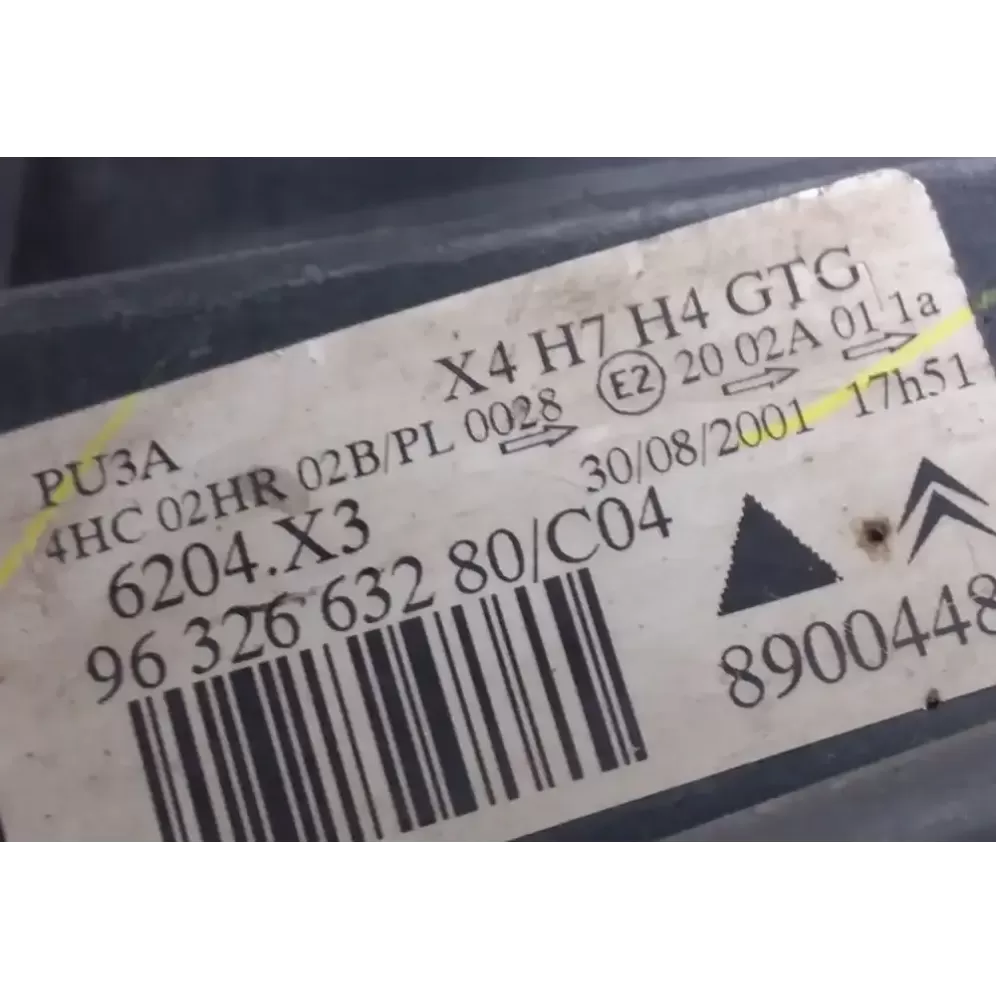 X4 H7 H4 GTG
PU3A
4HC 02HR 02B/PL 0028 E2 20 02A 01 1a
30/08/2001 17h51
6204.X3
96 326 632 80/C04
8900448